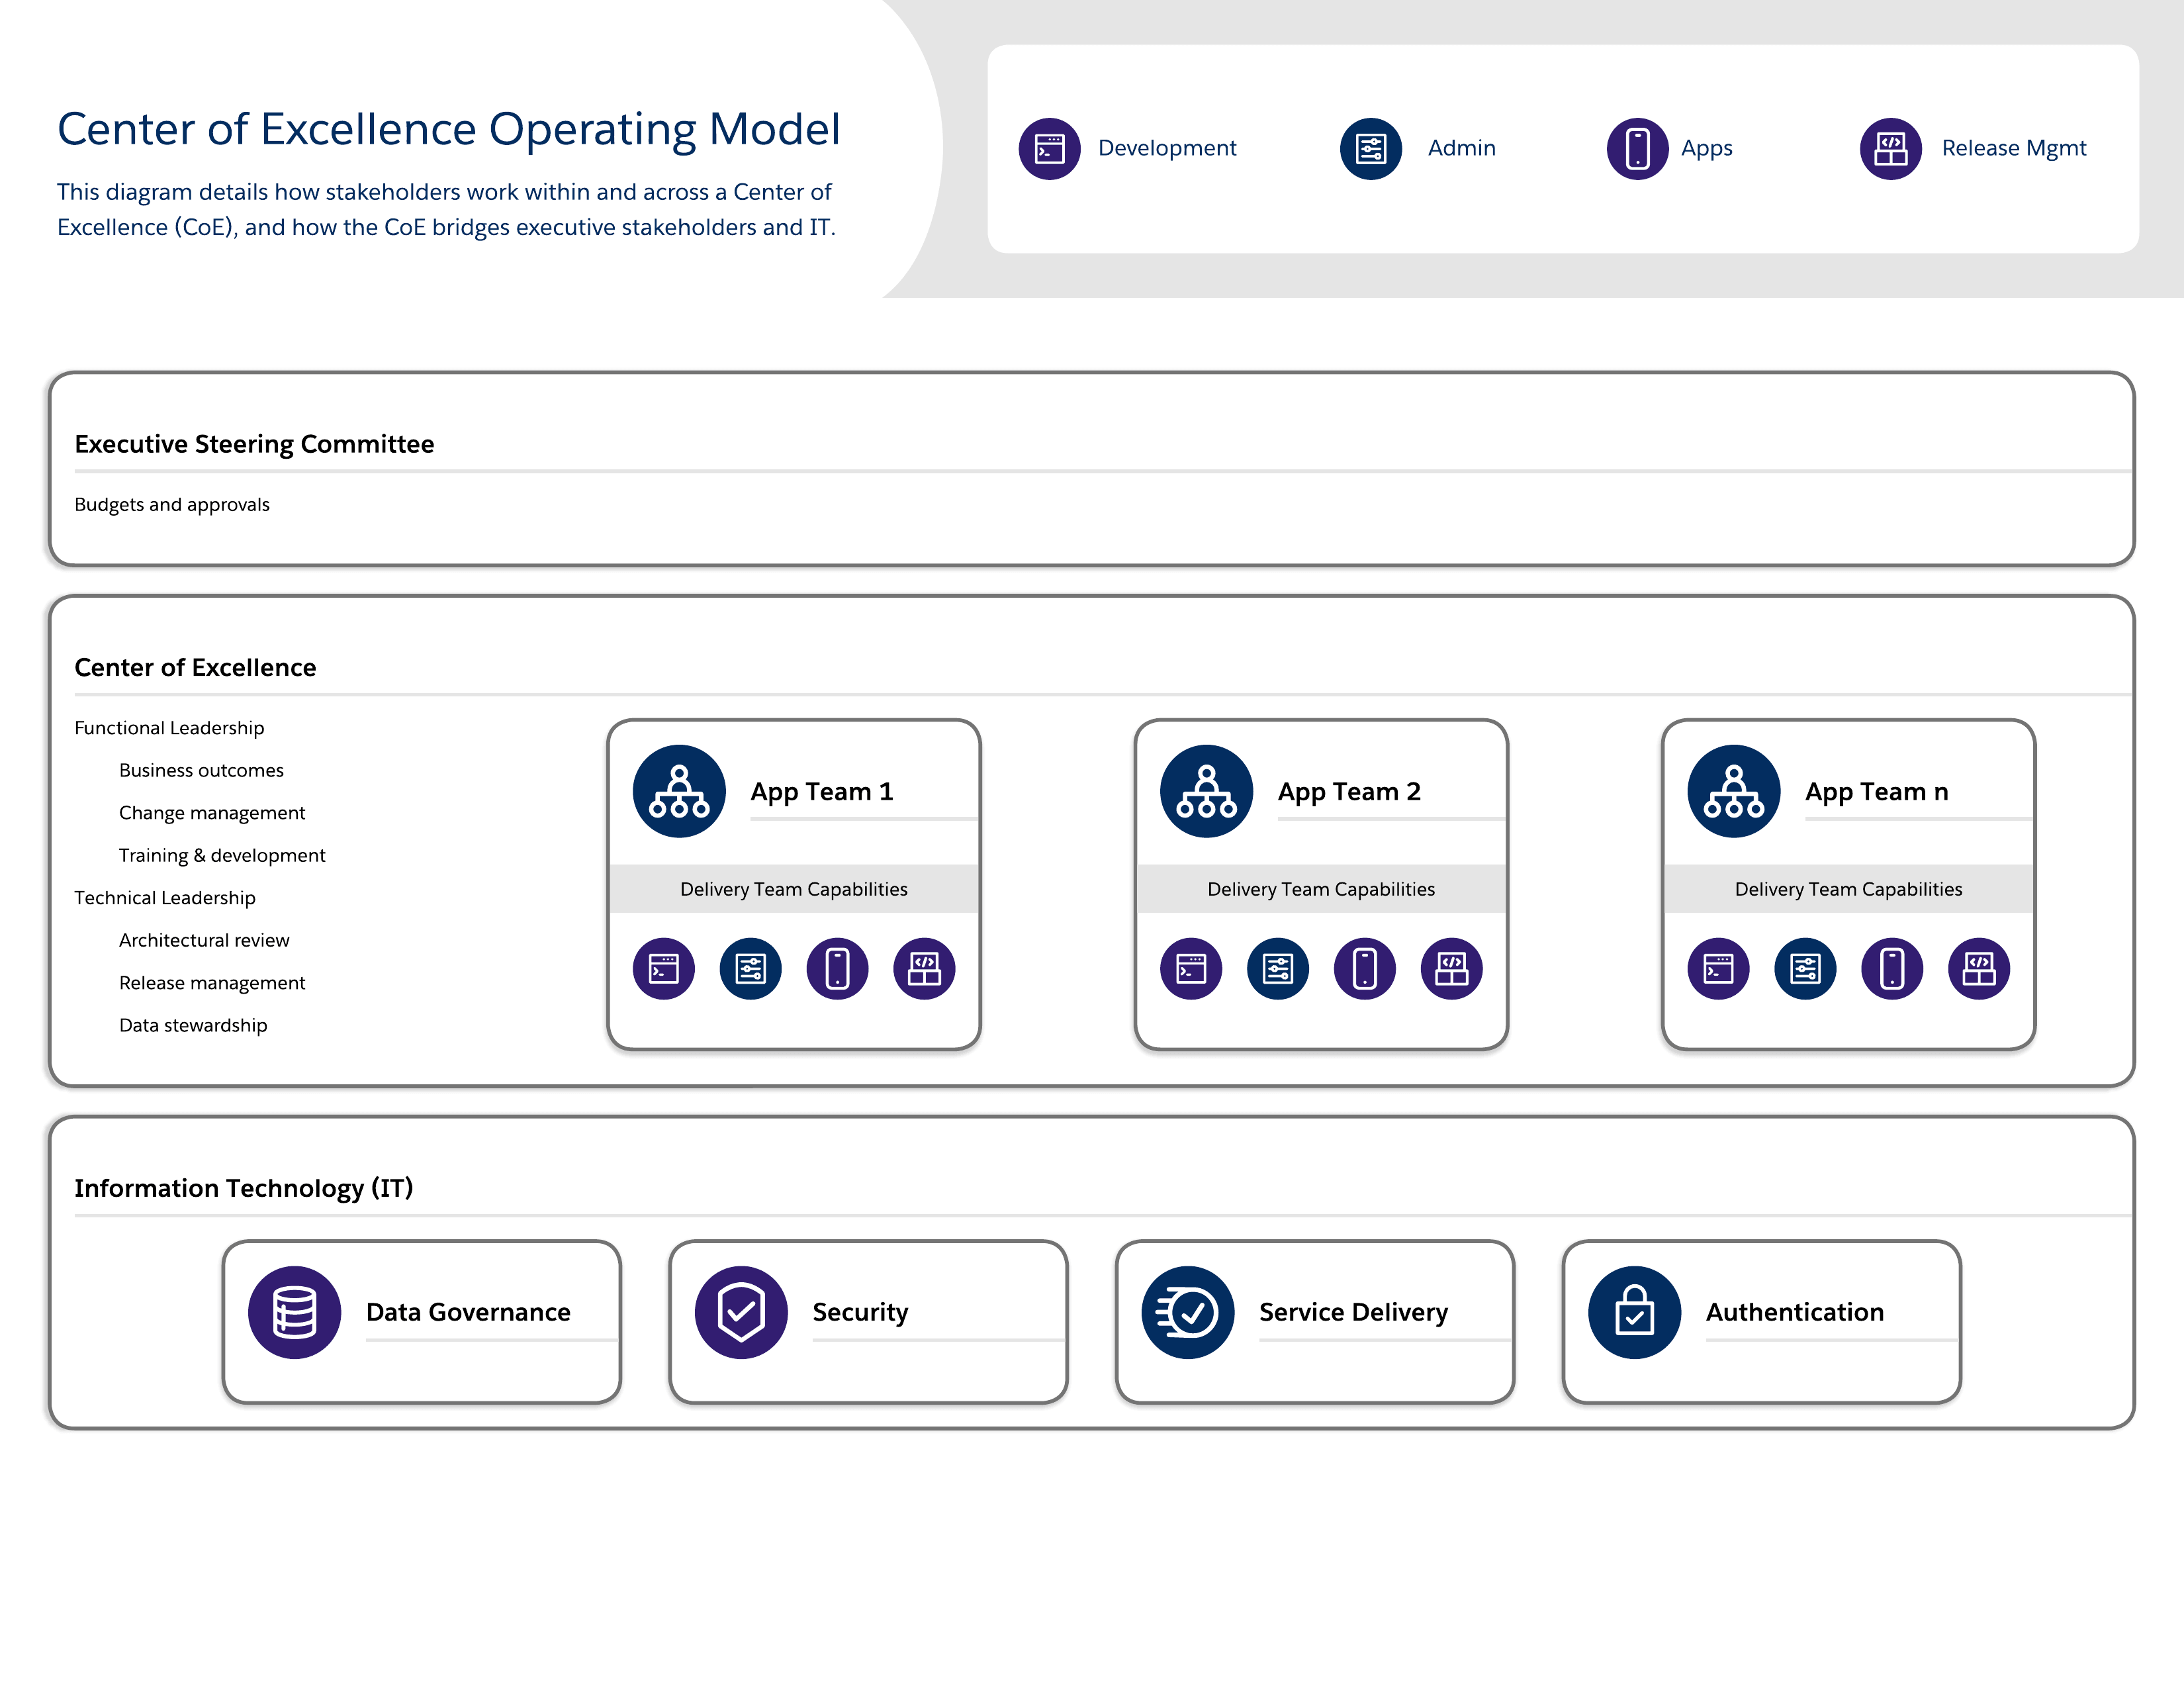 Center of Excellence Operating Model
This diagram details how stakeholders work within and across a Center of
Excellence (CoE), and how the CoE bridges executive stakeholders and IT.
Development
Admin
Apps
Release Mgmt
Executive Steering Committee
Budgets and approvals
Center of Excellence
Functional Leadership
Business outcomes
Change management
Training & development
Technical Leadership
Architectural review
Release management
Data stewardship
App Team 1
Delivery Team Capabilities
App Team 2
Delivery Team Capabilities
App Team n
Delivery Team Capabilities
Information Technology (IT)
Data Governance
Security
Service Delivery
Authentication